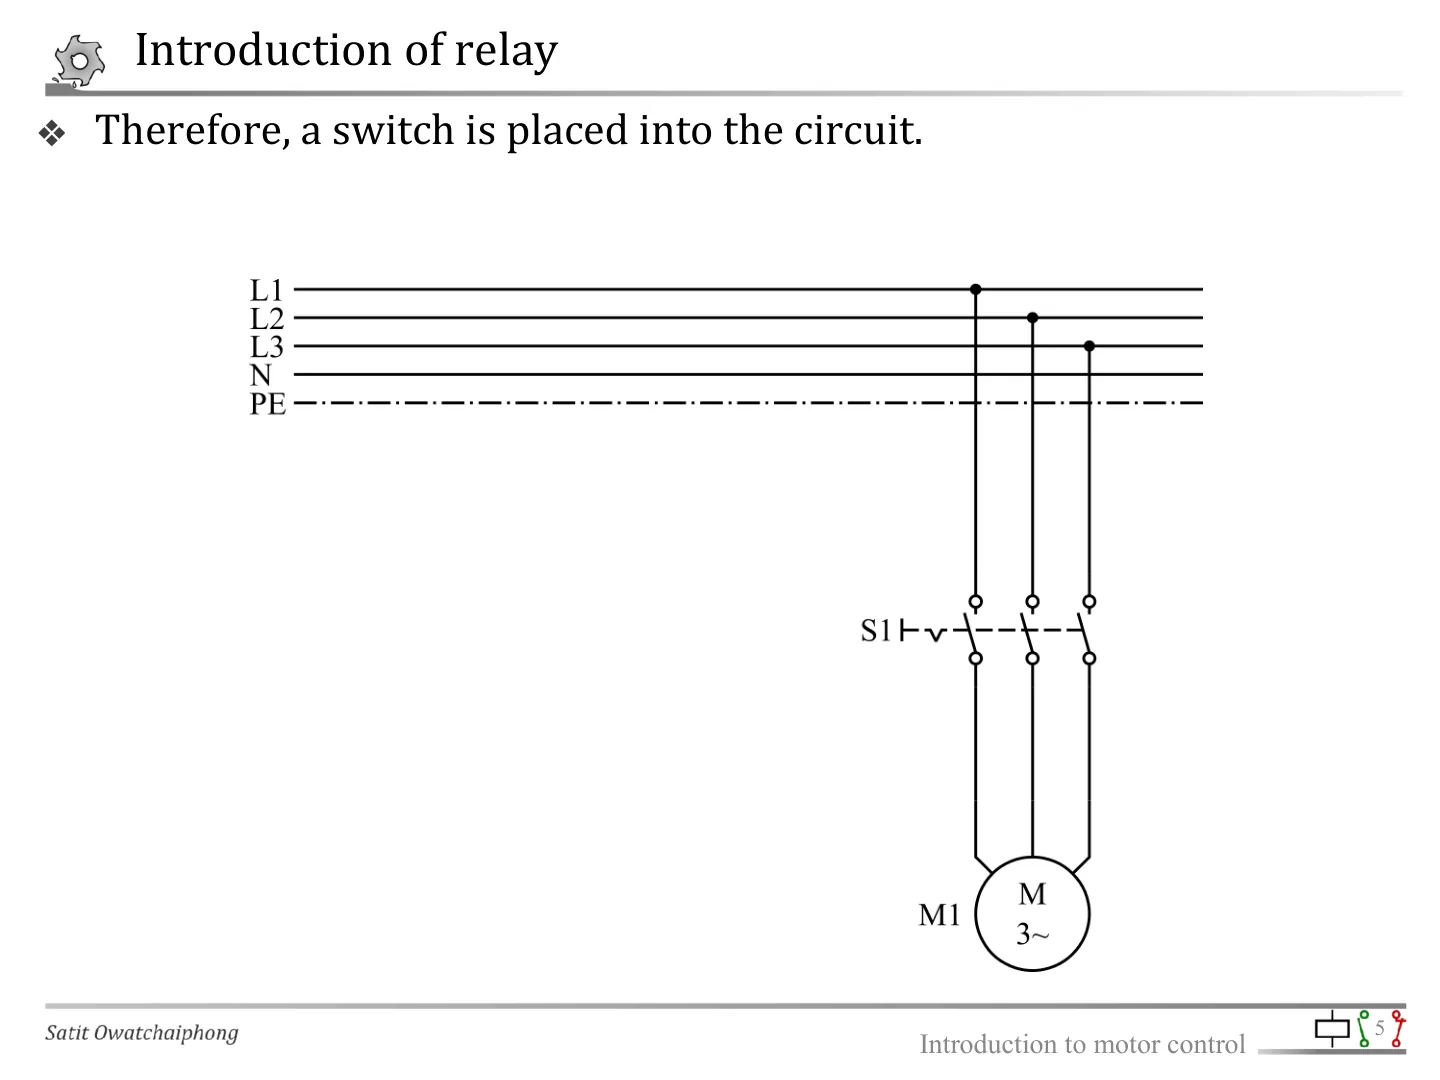 Introduction of relay
❖ Therefore, a switch is placed into the circuit.
L1
L2
L3
N
PE
S1
M1
M
3~
Satit Owatchaiphong
Introduction to motor control
5